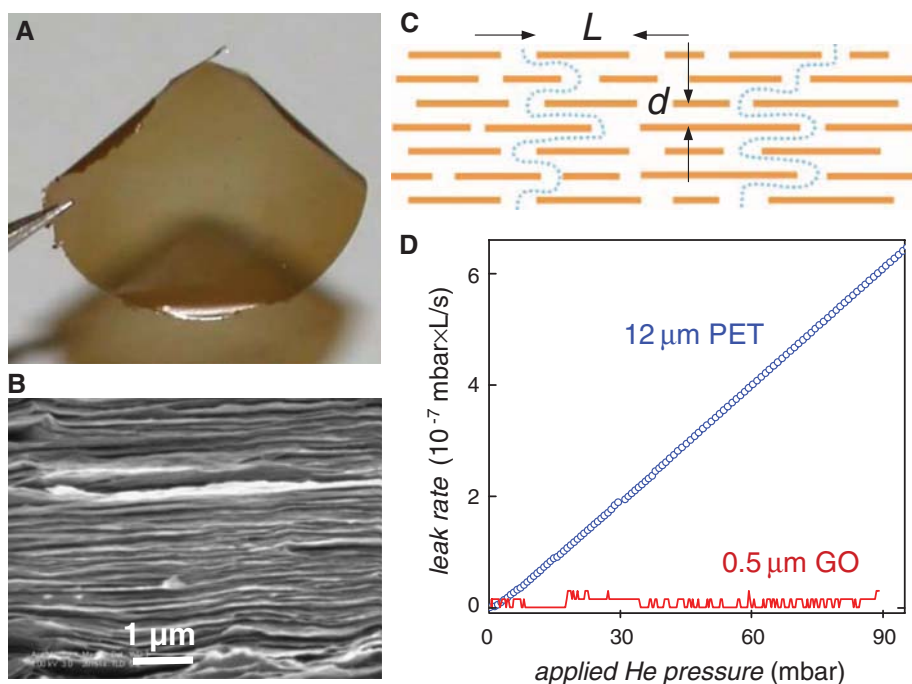 A
B
1 μm
C
L
d
D
leak rate (10⁻⁷ mbar×L/s)
6
4
2
0
12 μm PET
0.5 μm GO
0
30
60
90
applied He pressure (mbar)